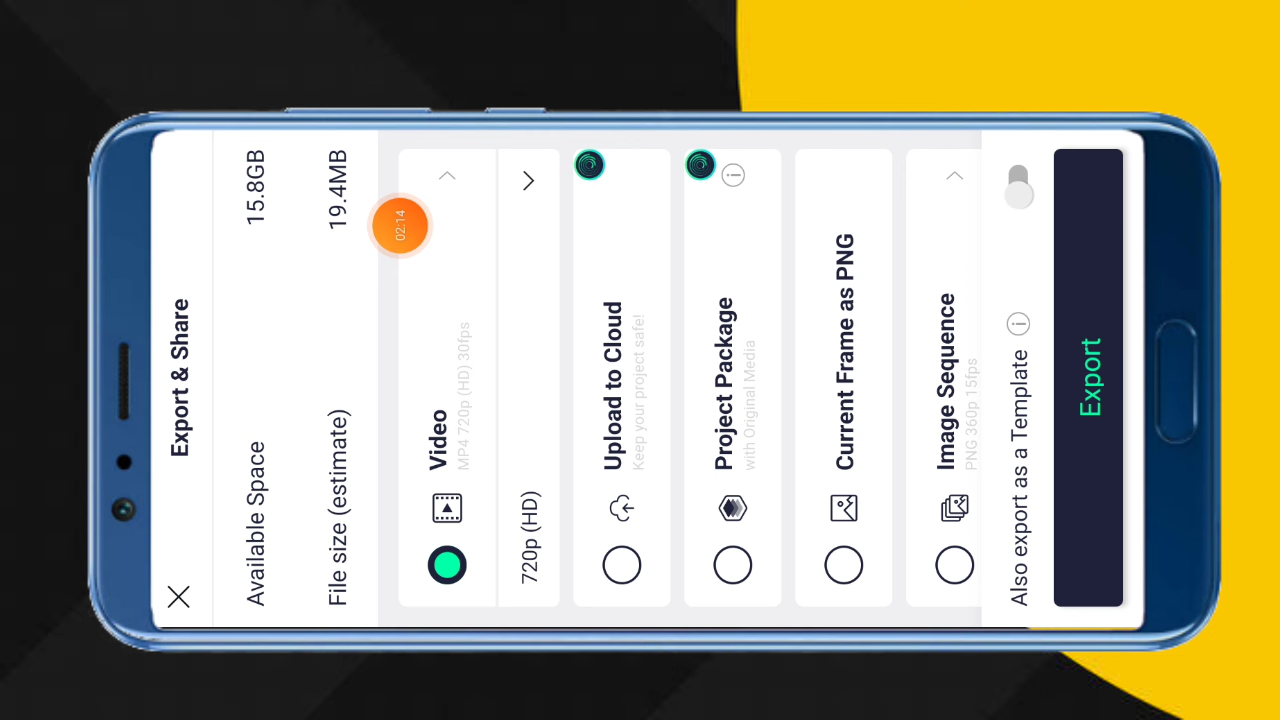 Export & Share
Available Space 15.8GB
File size (estimate) 19.4MB
02:14
Video
MP4 720p (HD) 30fps
720p (HD)
Upload to Cloud
Keep your project safe!
Project Package
with Original Media
Current Frame as PNG
Image Sequence
PNG 360p 15fps
Also export as a Template
Export